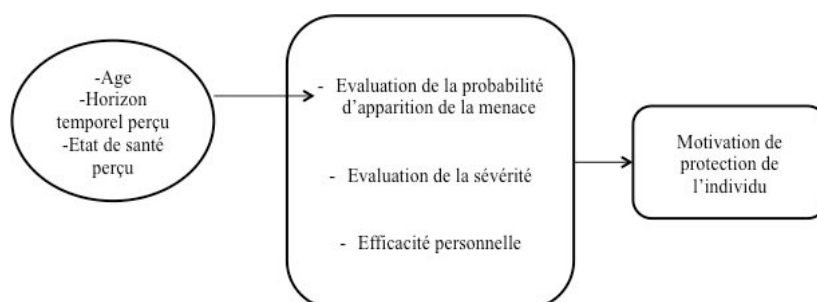 -Age
-Horizon
temporel perçu
-Etat de santé
perçu
- Evaluation de la probabilité
d'apparition de la menace
- Evaluation de la sévérité
- Efficacité personnelle
Motivation de
protection de
l'individu